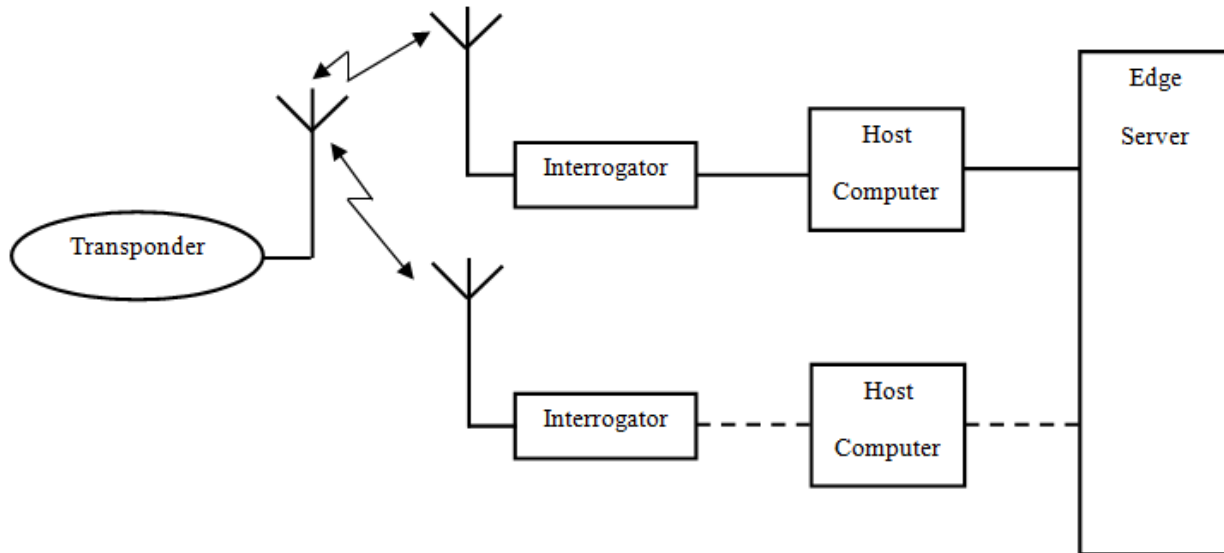 Edge
Server
Host
Computer
Interrogator
Transponder
Host
Computer
Interrogator